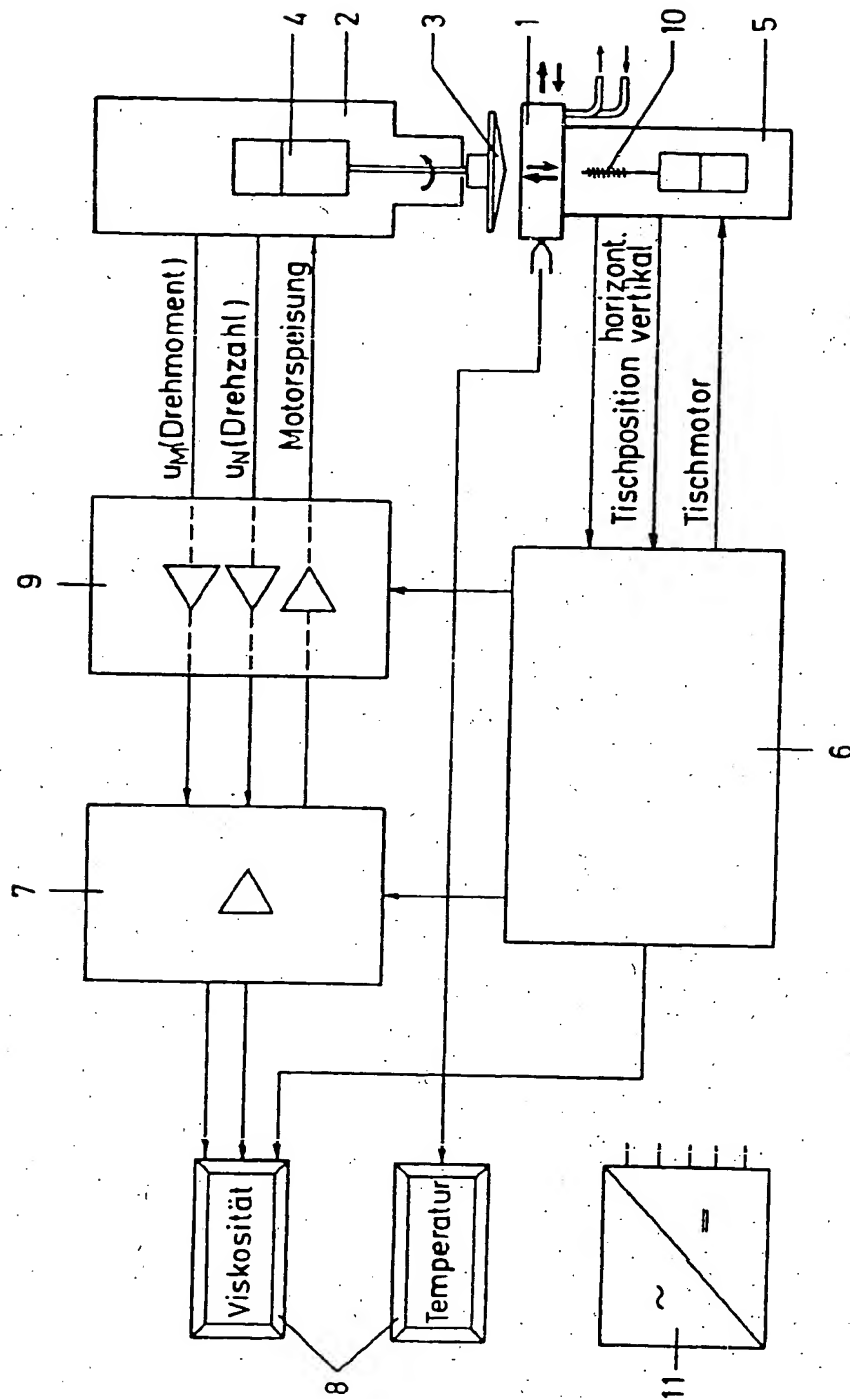 4
2
3
1
10
5
u_M(Drehmoment)
u_N(Drehzahl)
Motorspeisung
horizont.
Tischposition
vertikal
Tischmotor
9
7
6
Viskosität
Temperatur
8
~
=
11